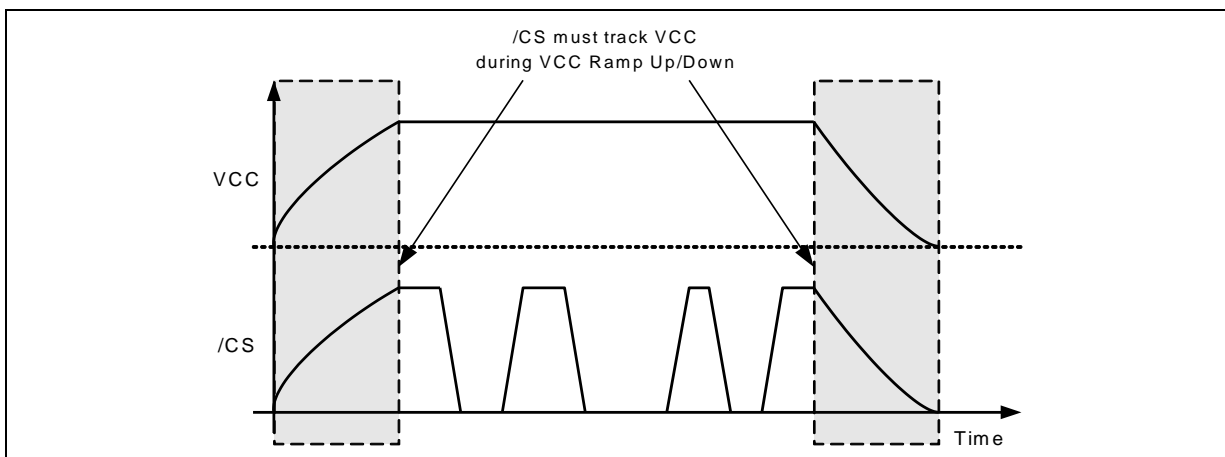 /CS must track VCC
during VCC Ramp Up/Down
VCC
/CS
Time